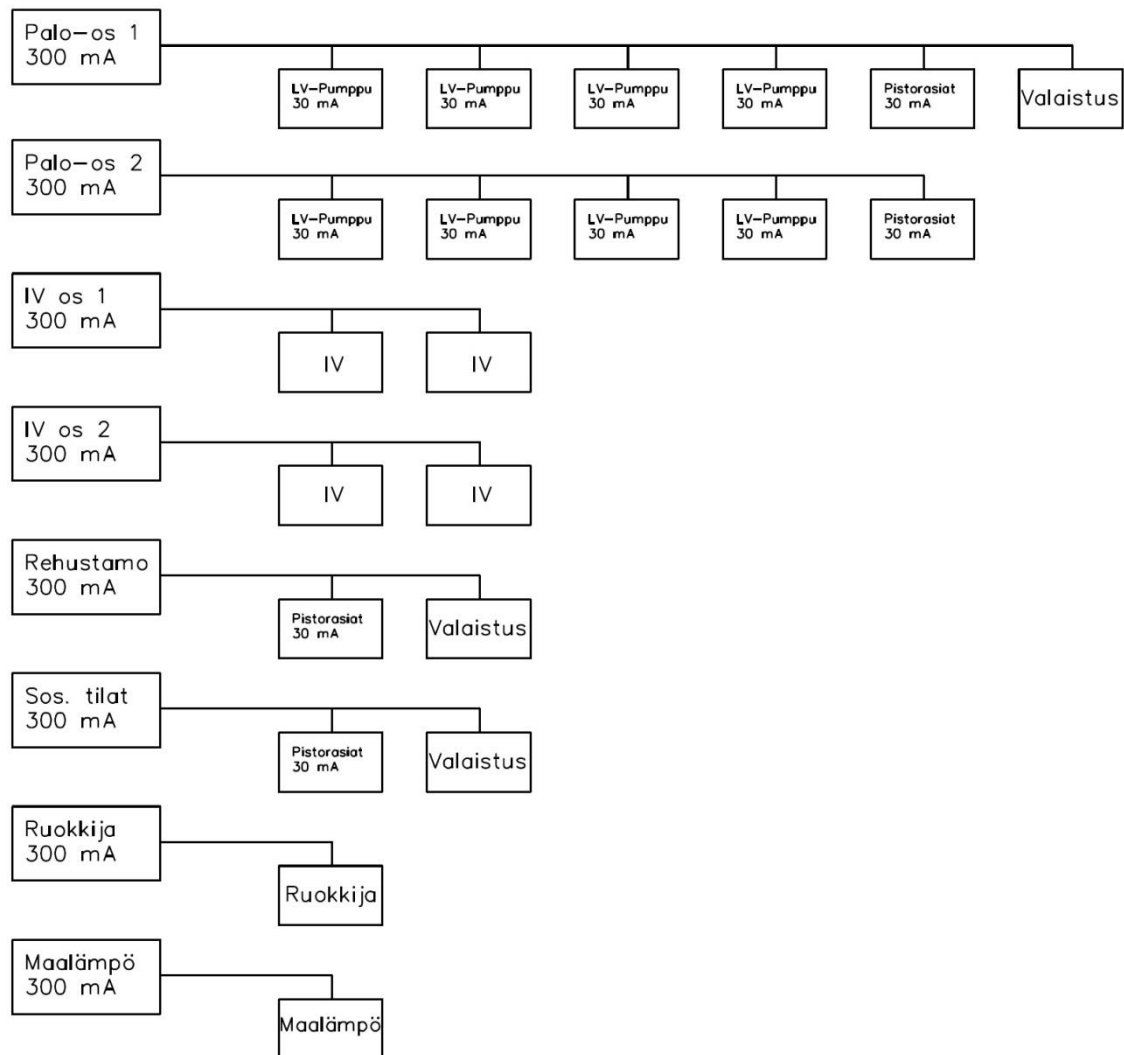 Palo-os 1
300 mA
LV-Pumppu
30 mA
LV-Pumppu
30 mA
LV-Pumppu
30 mA
LV-Pumppu
30 mA
Pistorasiat
30 mA
Valaistus
Palo-os 2
300 mA
LV-Pumppu
30 mA
LV-Pumppu
30 mA
LV-Pumppu
30 mA
LV-Pumppu
30 mA
Pistorasiat
30 mA
IV os 1
300 mA
IV
IV
IV os 2
300 mA
IV
IV
Rehustamo
300 mA
Pistorasiat
30 mA
Valaistus
Sos. tilat
300 mA
Pistorasiat
30 mA
Valaistus
Ruokkija
300 mA
Ruokkija
Maalämpö
300 mA
Maalämpö